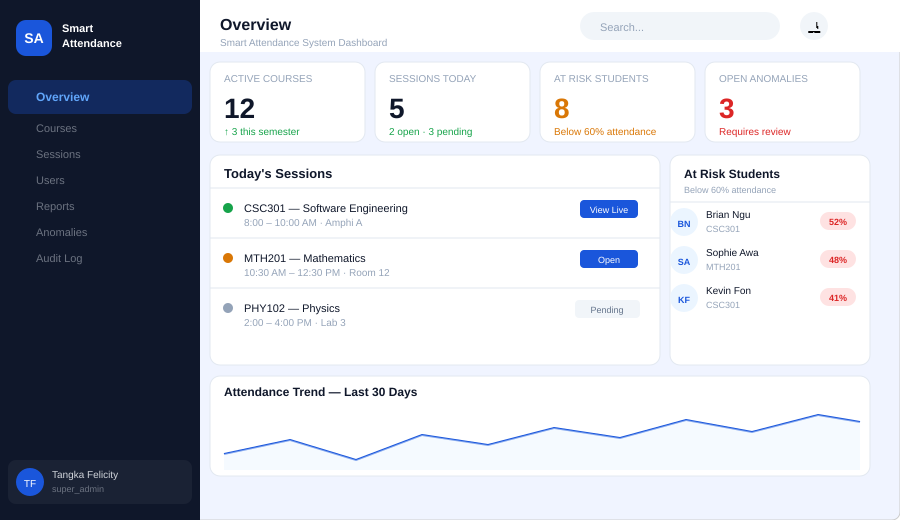 SA
Smart
Attendance
Overview
Courses
Sessions
Users
Reports
Anomalies
Audit Log
TF
Tangka Felicity
super_admin
Overview
Smart Attendance System Dashboard
Search...
ACTIVE COURSES
12
↑ 3 this semester
SESSIONS TODAY
5
2 open · 3 pending
AT RISK STUDENTS
8
Below 60% attendance
OPEN ANOMALIES
3
Requires review
Today's Sessions
CSC301 — Software Engineering
8:00 – 10:00 AM · Amphi A
View Live
MTH201 — Mathematics
10:30 AM – 12:30 PM · Room 12
Open
PHY102 — Physics
2:00 – 4:00 PM · Lab 3
Pending
At Risk Students
Below 60% attendance
BN
Brian Ngu
CSC301
52%
SA
Sophie Awa
MTH201
48%
KF
Kevin Fon
CSC301
41%
Attendance Trend — Last 30 Days